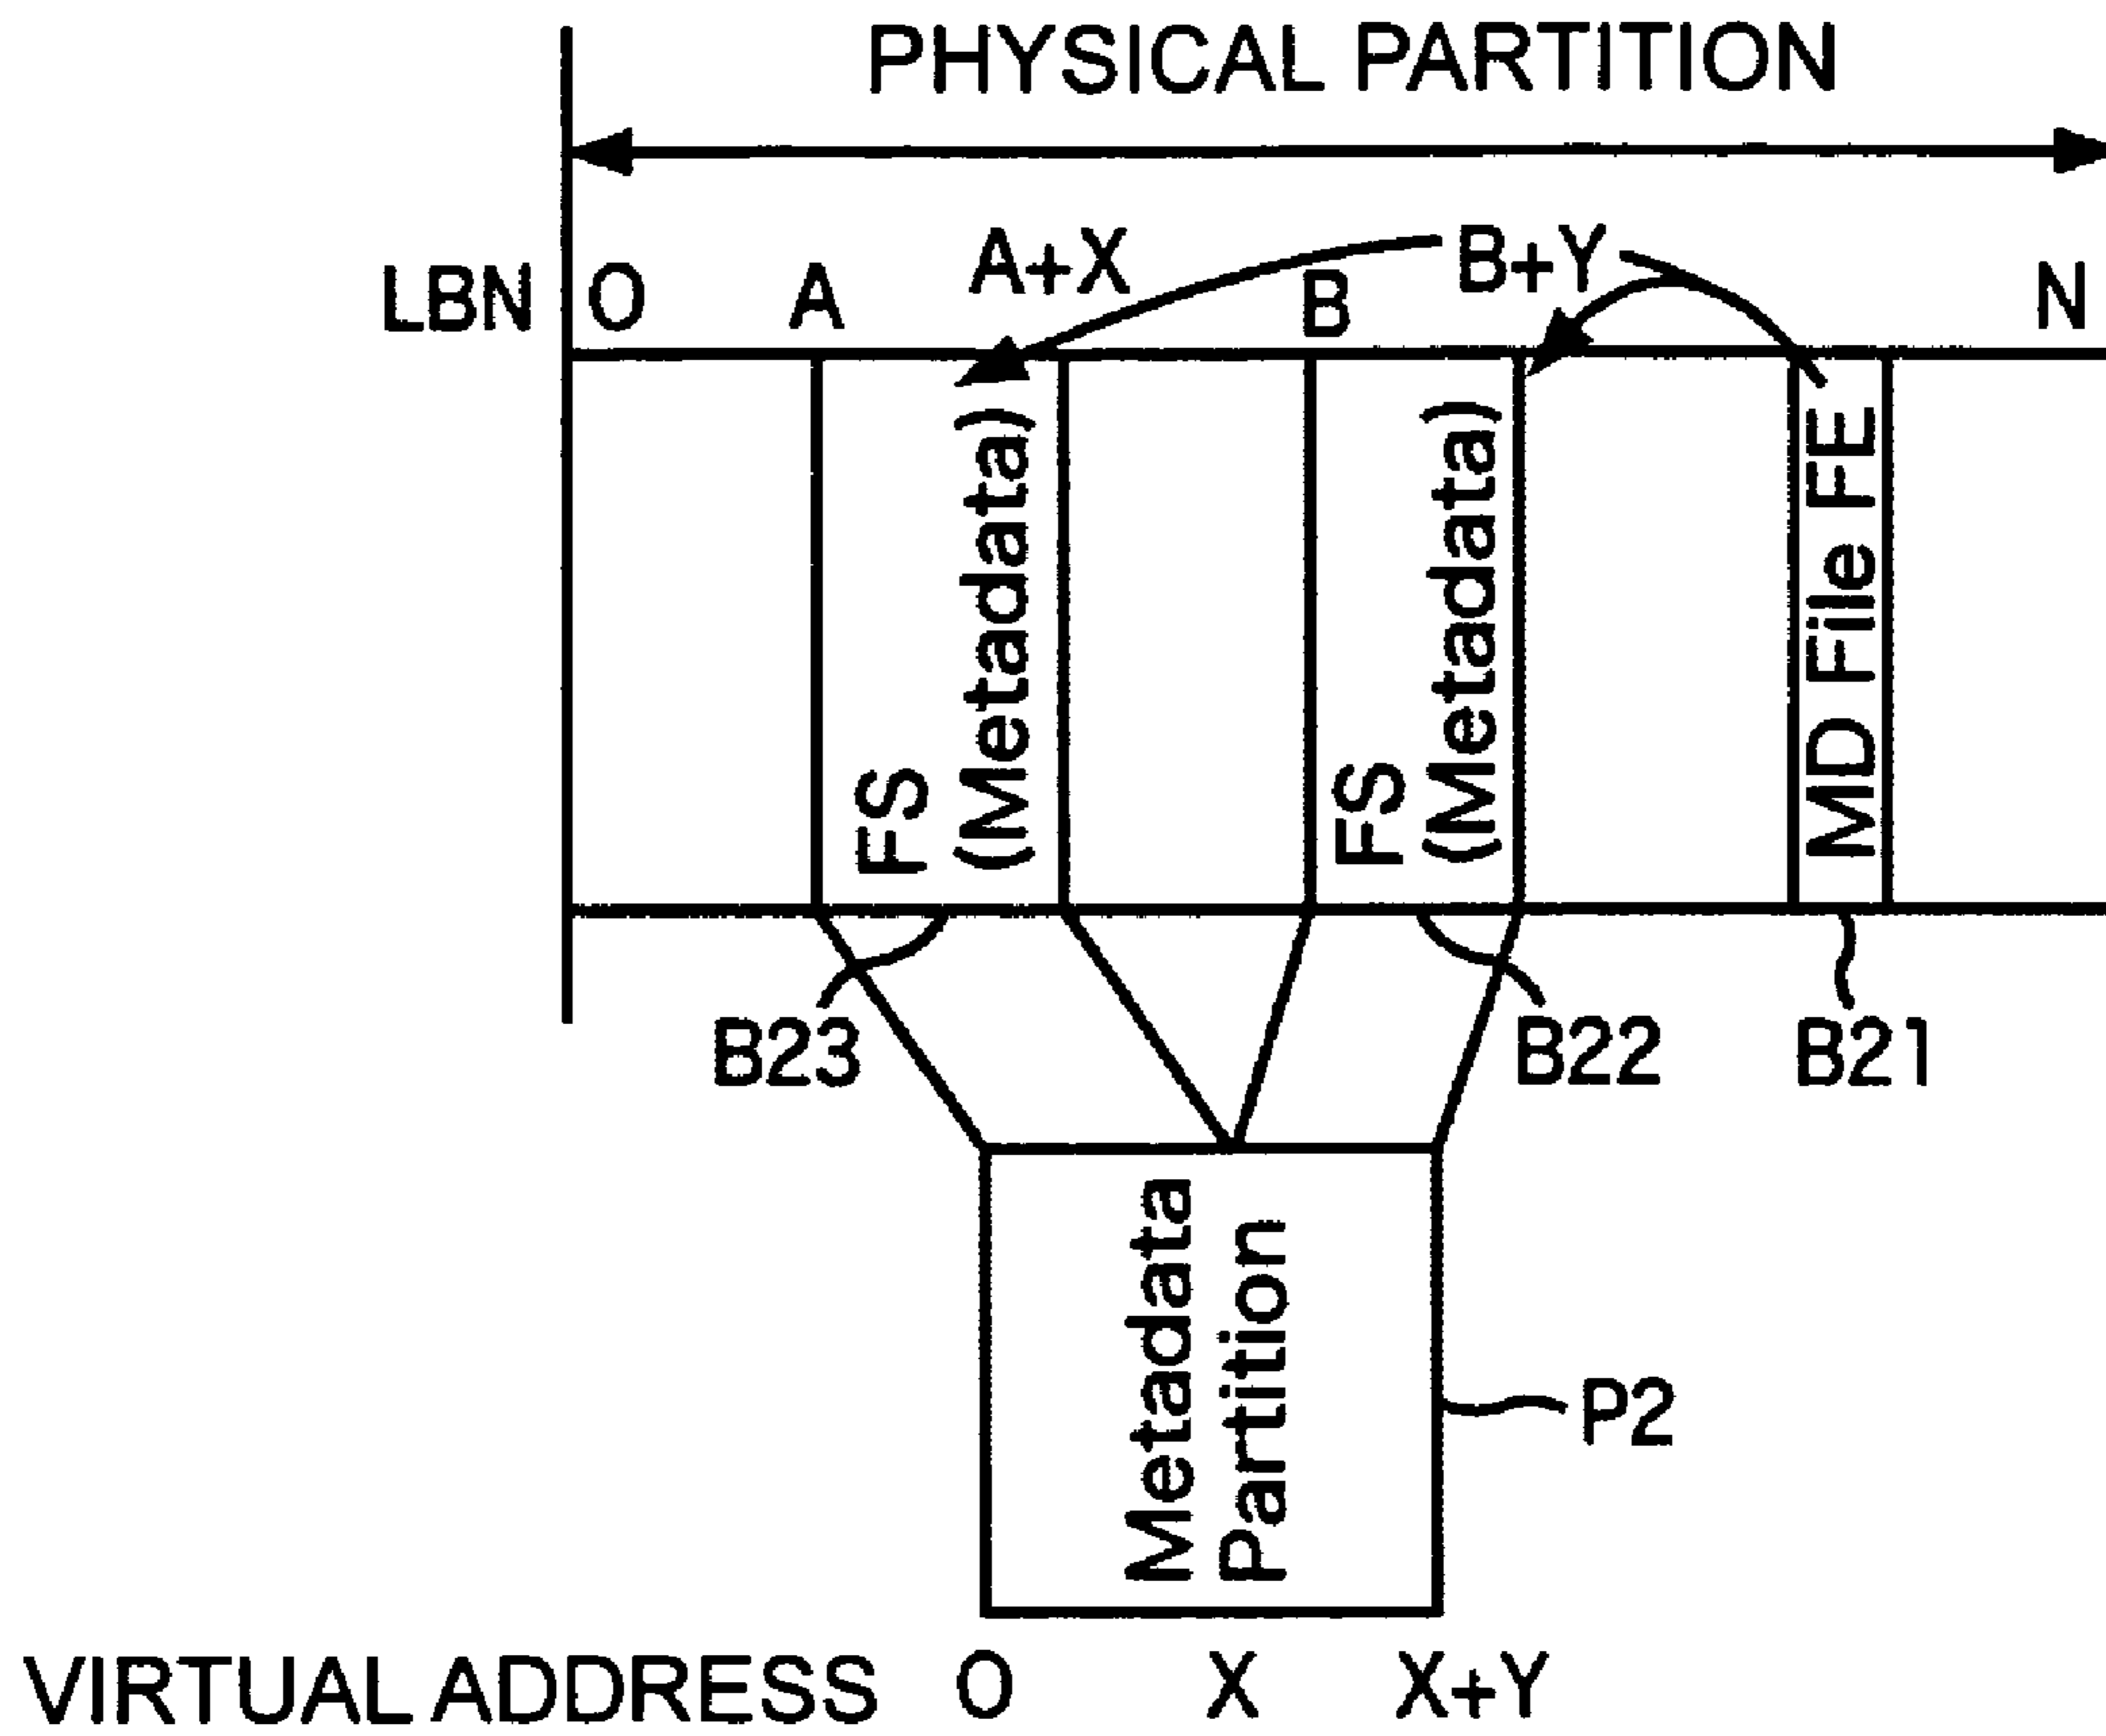 PHYSICAL PARTITION
LBN O A A+X B B+Y N
FS
(Metadata)
FS
(Metadata)
MD File FE
B23 B22 B21
Metadata
Partition
P2
VIRTUAL ADDRESS O X X+Y